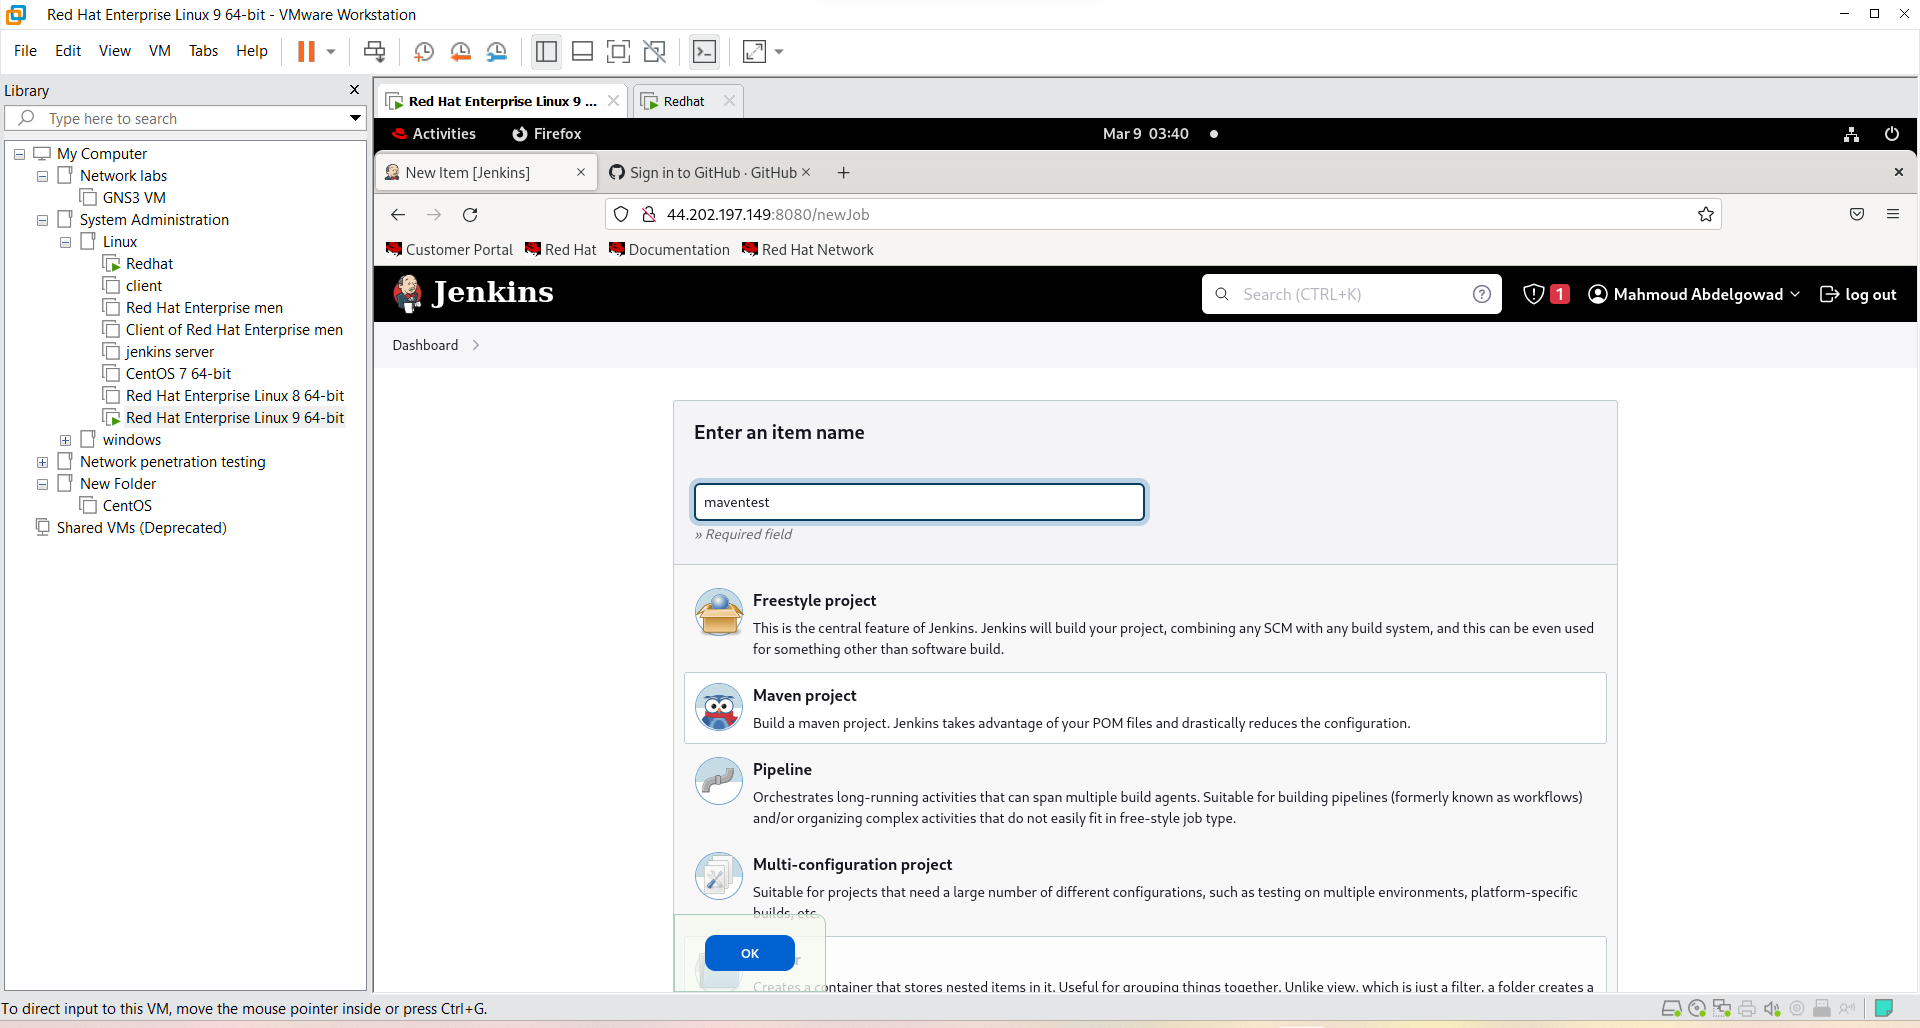 Red Hat Enterprise Linux 9 64-bit - VMware Workstation
File Edit View VM Tabs Help
Library
Type here to search
My Computer
Network labs
GNS3 VM
System Administration
Linux
Redhat
client
Red Hat Enterprise men
Client of Red Hat Enterprise men
jenkins server
CentOS 7 64-bit
Red Hat Enterprise Linux 8 64-bit
Red Hat Enterprise Linux 9 64-bit
windows
Network penetration testing
New Folder
CentOS
Shared VMs (Deprecated)
Red Hat Enterprise Linux 9 ...
Redhat
Activities
Firefox
Mar 9 03:40
New Item [Jenkins]
Sign in to GitHub · GitHub
44.202.197.149:8080/newJob
Customer Portal
Red Hat
Documentation
Red Hat Network
Jenkins
Search (CTRL+K)
1
Mahmoud Abdelgowad
log out
Dashboard
Enter an item name
maventest
» Required field
Freestyle project
This is the central feature of Jenkins. Jenkins will build your project, combining any SCM with any build system, and this can be even used
for something other than software build.
Maven project
Build a maven project. Jenkins takes advantage of your POM files and drastically reduces the configuration.
Pipeline
Orchestrates long-running activities that can span multiple build agents. Suitable for building pipelines (formerly known as workflows)
and/or organizing complex activities that do not easily fit in free-style job type.
Multi-configuration project
Suitable for projects that need a large number of different configurations, such as testing on multiple environments, platform-specific
builds, etc.
OK
Creates a container that stores nested items in it. Useful for grouping things together. Unlike view, which is just a filter, a folder creates a
To direct input to this VM, move the mouse pointer inside or press Ctrl+G.